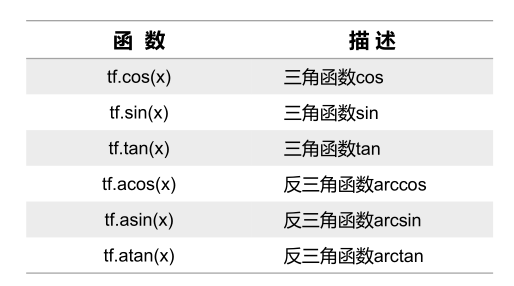 函 数 描 述
tf.cos(x) 三角函数cos
tf.sin(x) 三角函数sin
tf.tan(x) 三角函数tan
tf.acos(x) 反三角函数arccos
tf.asin(x) 反三角函数arcsin
tf.atan(x) 反三角函数arctan